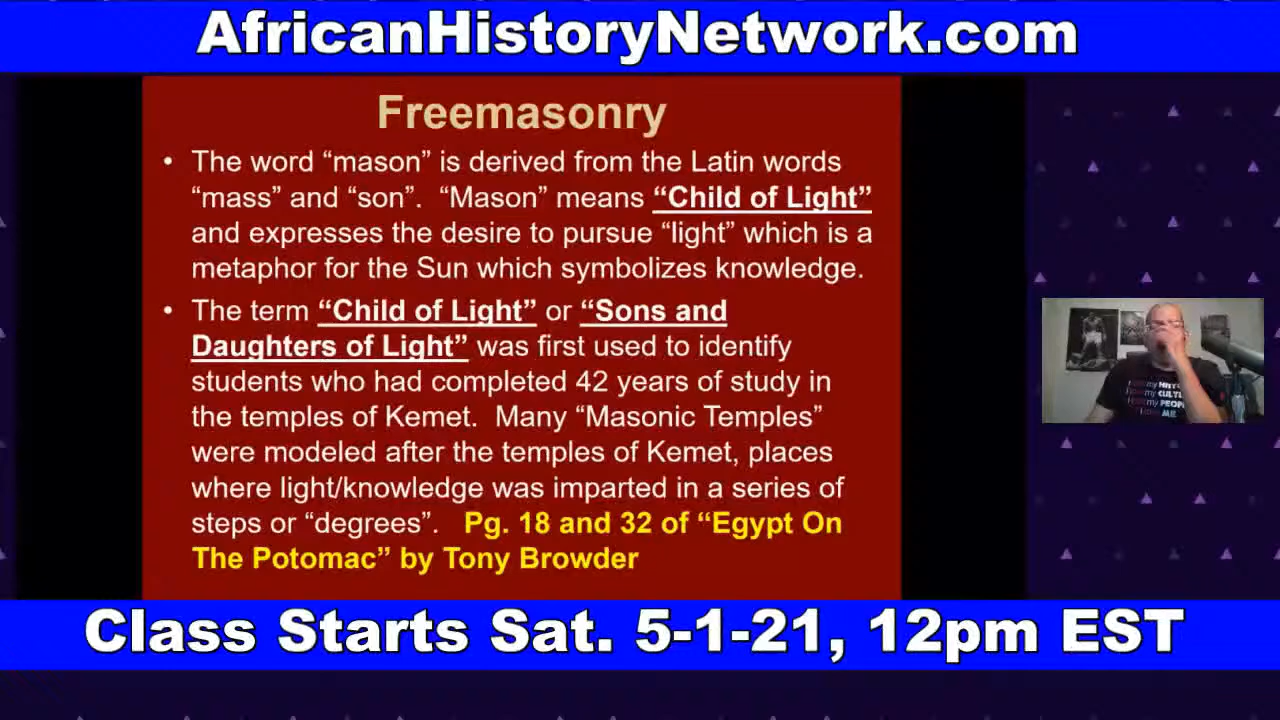 AfricanHistoryNetwork.com
Freemasonry
• The word “mason” is derived from the Latin words
“mass” and “son”.  “Mason” means “Child of Light”
and expresses the desire to pursue “light” which is a
metaphor for the Sun which symbolizes knowledge.
• The term “Child of Light” or “Sons and
Daughters of Light” was first used to identify
students who had completed 42 years of study in
the temples of Kemet.  Many “Masonic Temples”
were modeled after the temples of Kemet, places
where light/knowledge was imparted in a series of
steps or “degrees”.   Pg. 18 and 32 of “Egypt On
The Potomac” by Tony Browder
Class Starts Sat. 5-1-21, 12pm EST